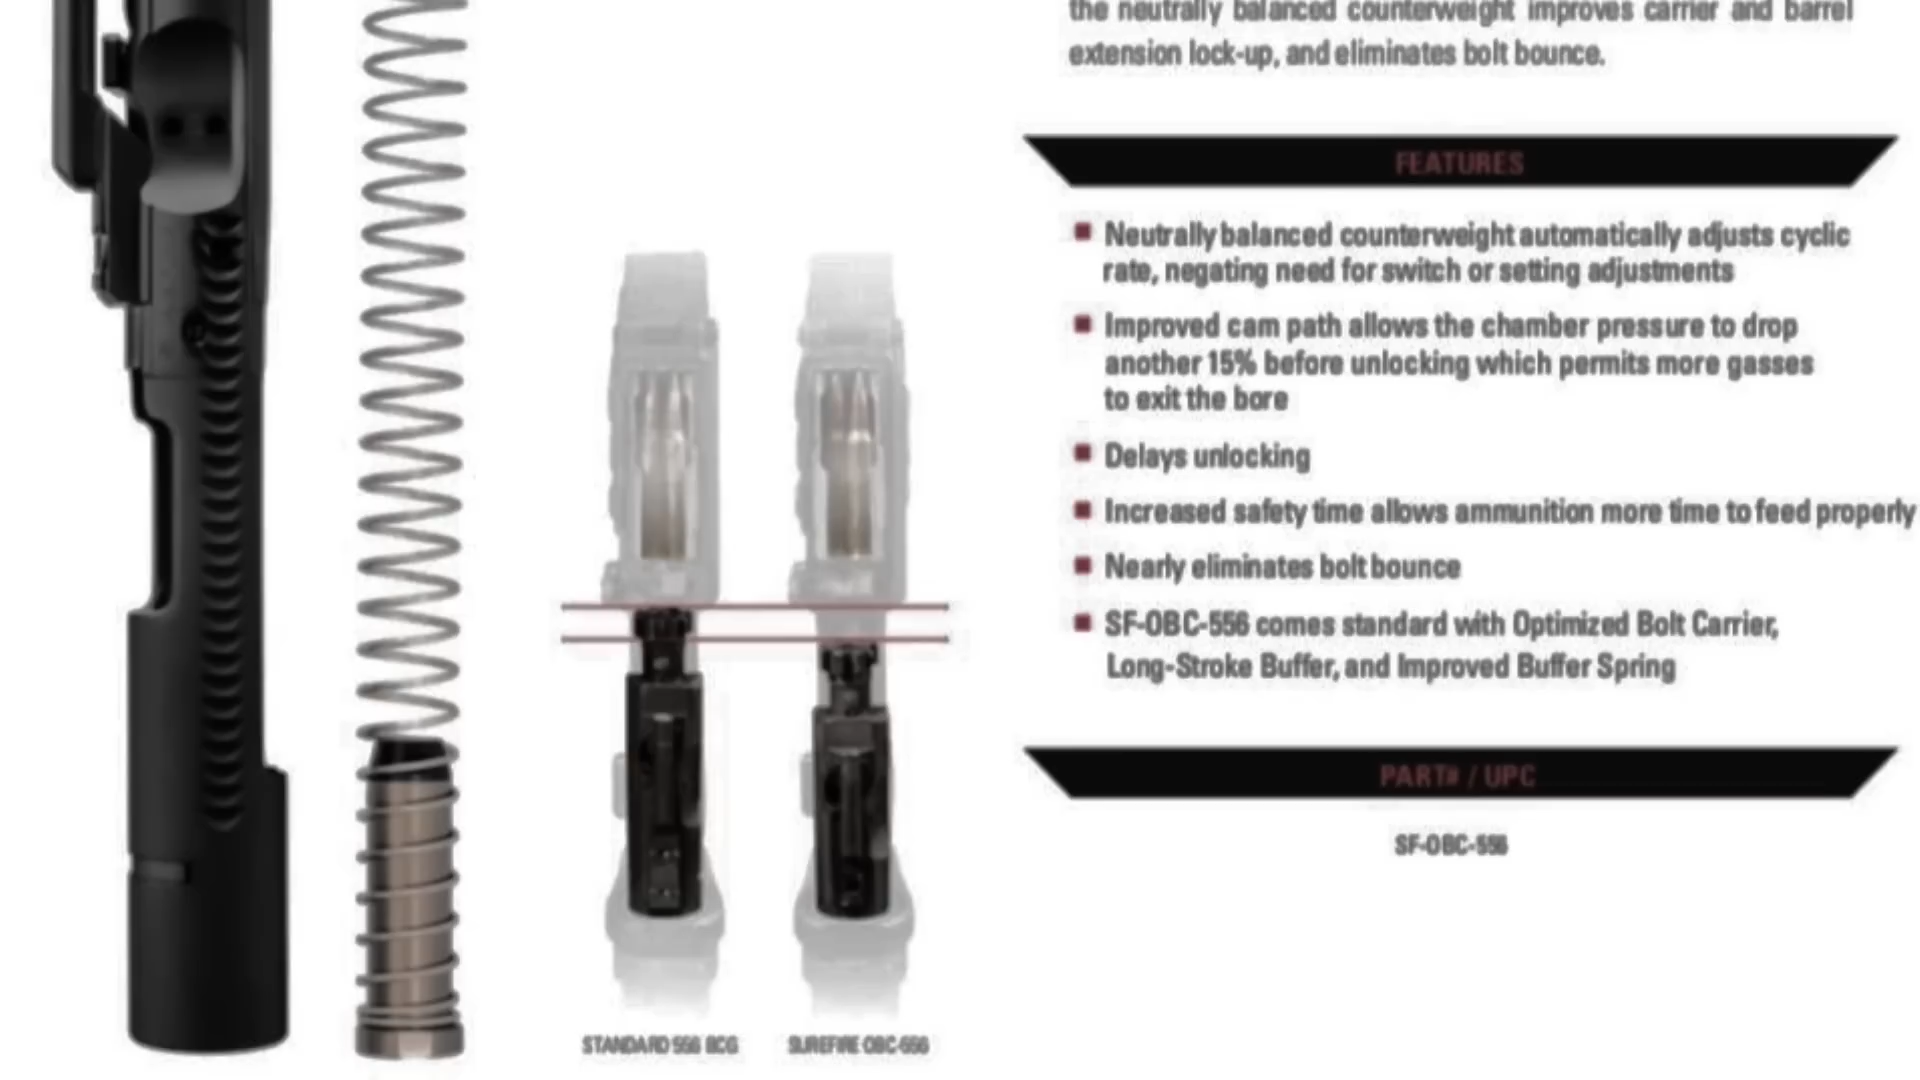 the neutrally balanced counterweight improves carrier and barrel
extension lock-up, and eliminates bolt bounce.
FEATURES
Neutrally balanced counterweight automatically adjusts cyclic
rate, negating need for switch or setting adjustments
Improved cam path allows the chamber pressure to drop
another 15% before unlocking which permits more gasses
to exit the bore
Delays unlocking
Increased safety time allows ammunition more time to feed properly
Nearly eliminates bolt bounce
SF-OBC-556 comes standard with Optimized Bolt Carrier,
Long-Stroke Buffer, and Improved Buffer Spring
PART# / UPC
SF-OBC-556
STANDARD 556 BCG
SUREFIRE OBC-556